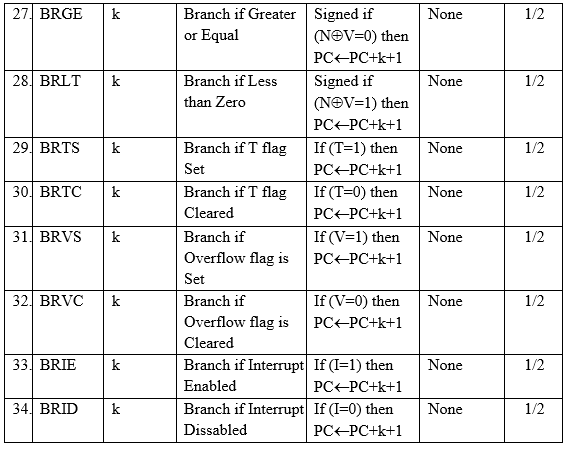 27. BRGE k Branch if Greater Signed if None 1/2
or Equal (N⊕V=0) then
PC←PC+k+1
28. BRLT k Branch if Less Signed if None 1/2
than Zero (N⊕V=1) then
PC←PC+k+1
29. BRTS k Branch if T flag If (T=1) then None 1/2
Set PC←PC+k+1
30. BRTC k Branch if T flag If (T=0) then None 1/2
Cleared PC←PC+k+1
31. BRVS k Branch if If (V=1) then None 1/2
Overflow flag is PC←PC+k+1
Set
32. BRVC k Branch if If (V=0) then None 1/2
Overflow flag is PC←PC+k+1
Cleared
33. BRIE k Branch if Interrupt If (I=1) then None 1/2
Enabled PC←PC+k+1
34. BRID k Branch if Interrupt If (I=0) then None 1/2
Dissabled PC←PC+k+1